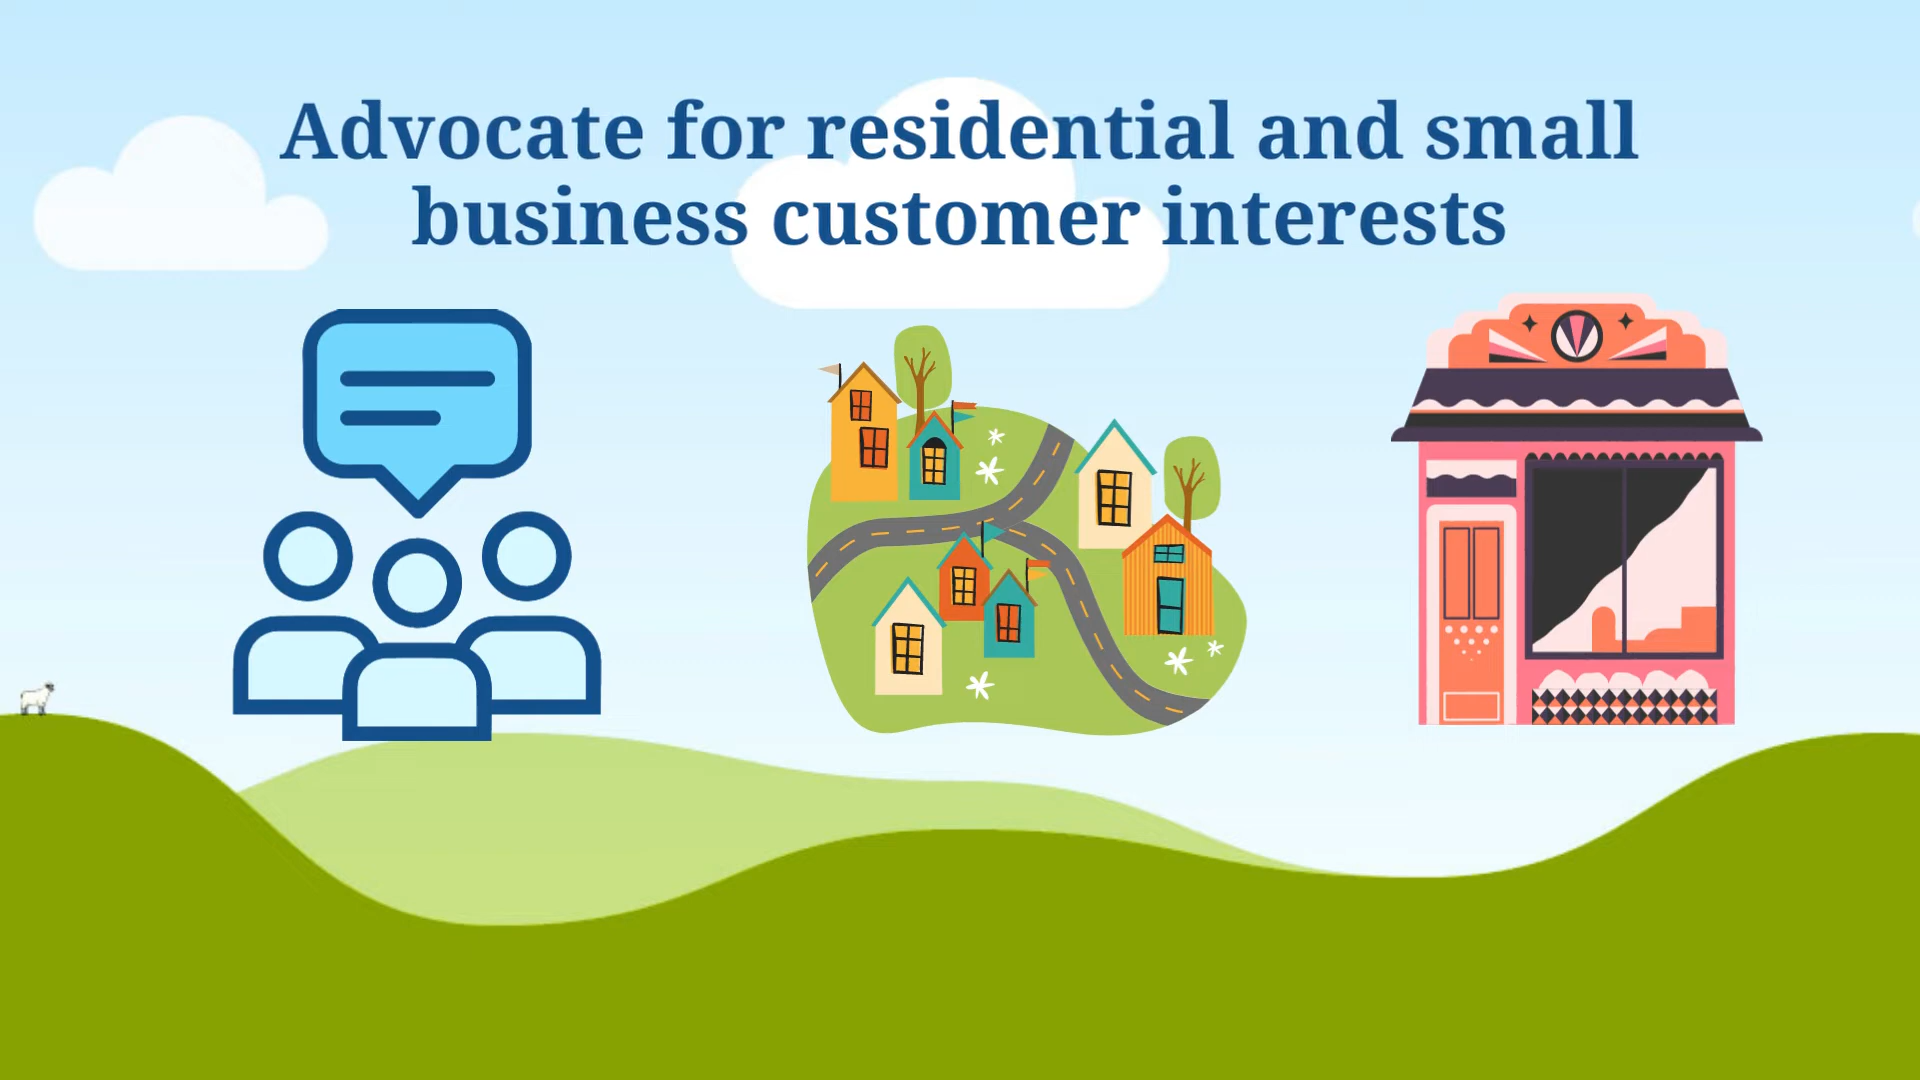 Advocate for residential and small
business customer interests